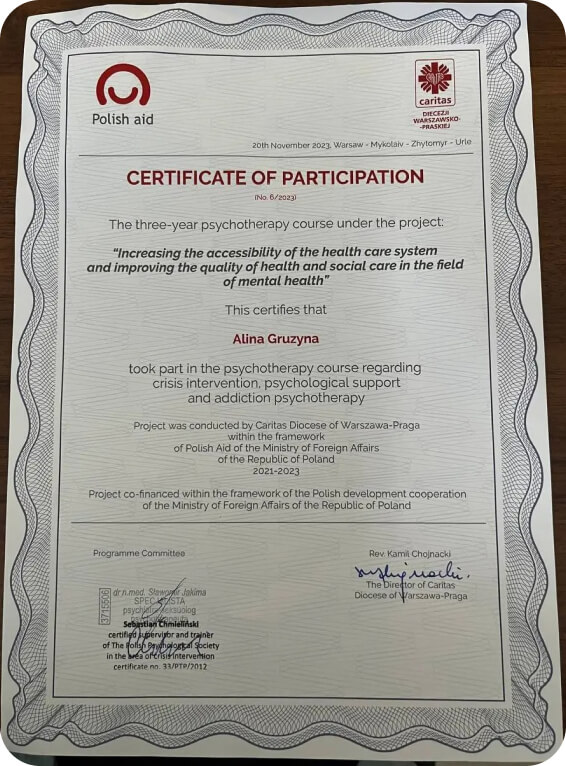 Polish aid
caritas
DIECEZJI
WARSZAWSKO-
-PRASKIEJ
20th November 2023, Warsaw - Mykolaiv - Zhytomyr - Urle
CERTIFICATE OF PARTICIPATION
(No. 6/2023)
The three-year psychotherapy course under the project:
“Increasing the accessibility of the health care system
and improving the quality of health and social care in the field
of mental health”
This certifies that
Alina Gruzyna
took part in the psychotherapy course regarding
crisis intervention, psychological support
and addiction psychotherapy
Project was conducted by Caritas Diocese of Warszawa-Praga
within the framework
of Polish Aid of the Ministry of Foreign Affairs
of the Republic of Poland
2021-2023
Project co-financed within the framework of the Polish development cooperation
of the Ministry of Foreign Affairs of the Republic of Poland
Programme Committee
3715506
dr n.med. Sławomir Jakima
SPECJALISTA
Sebastian Chmieliński
certified supervisor and trainer
of The Polish Psychological Society
in the area of crisis intervention
certificate no. 33/PTP/2012
Rev. Kamil Chojnacki
The Director of Caritas
Diocese of Warszawa-Praga